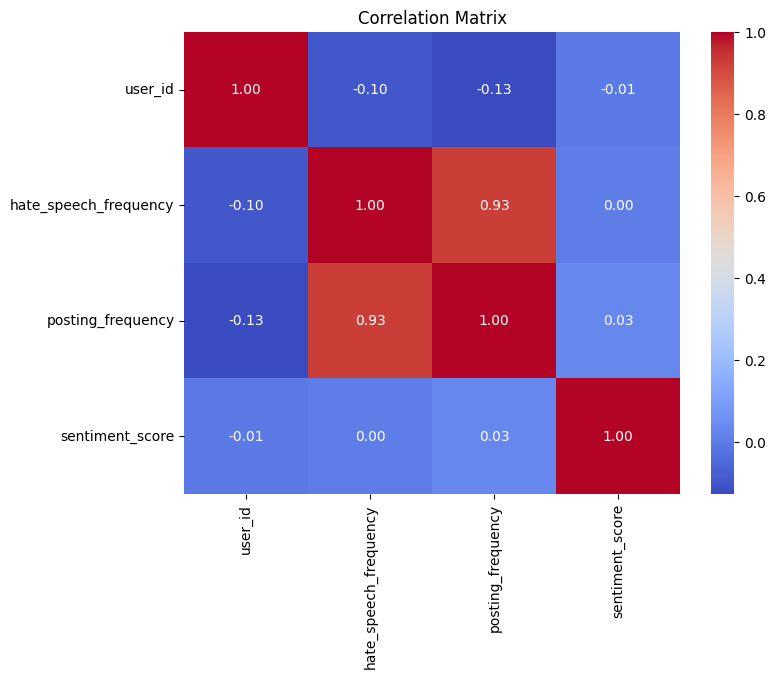 Correlation Matrix
user_id 1.00 -0.10 -0.13 -0.01
hate_speech_frequency -0.10 1.00 0.93 0.00
posting_frequency -0.13 0.93 1.00 0.03
sentiment_score -0.01 0.00 0.03 1.00
user_id
hate_speech_frequency
posting_frequency
sentiment_score
1.0
0.8
0.6
0.4
0.2
0.0